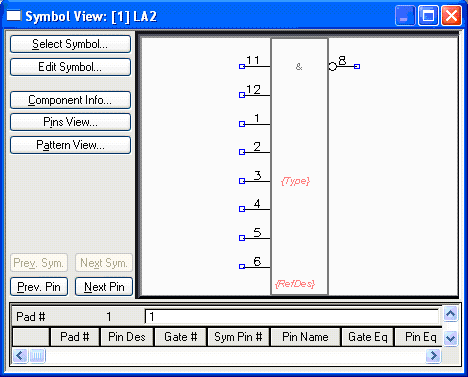 Symbol View: [1] LA2
Select Symbol...
Edit Symbol...
Component Info...
Pins View...
Pattern View...
Prev. Sym. Next Sym.
Prev. Pin Next Pin
11 & 8
12
1
2
3 {Type}
4
5
6
{RefDes}
Pad # 1 1
Pad # Pin Des Gate # Sym Pin # Pin Name Gate Eq Pin Eq